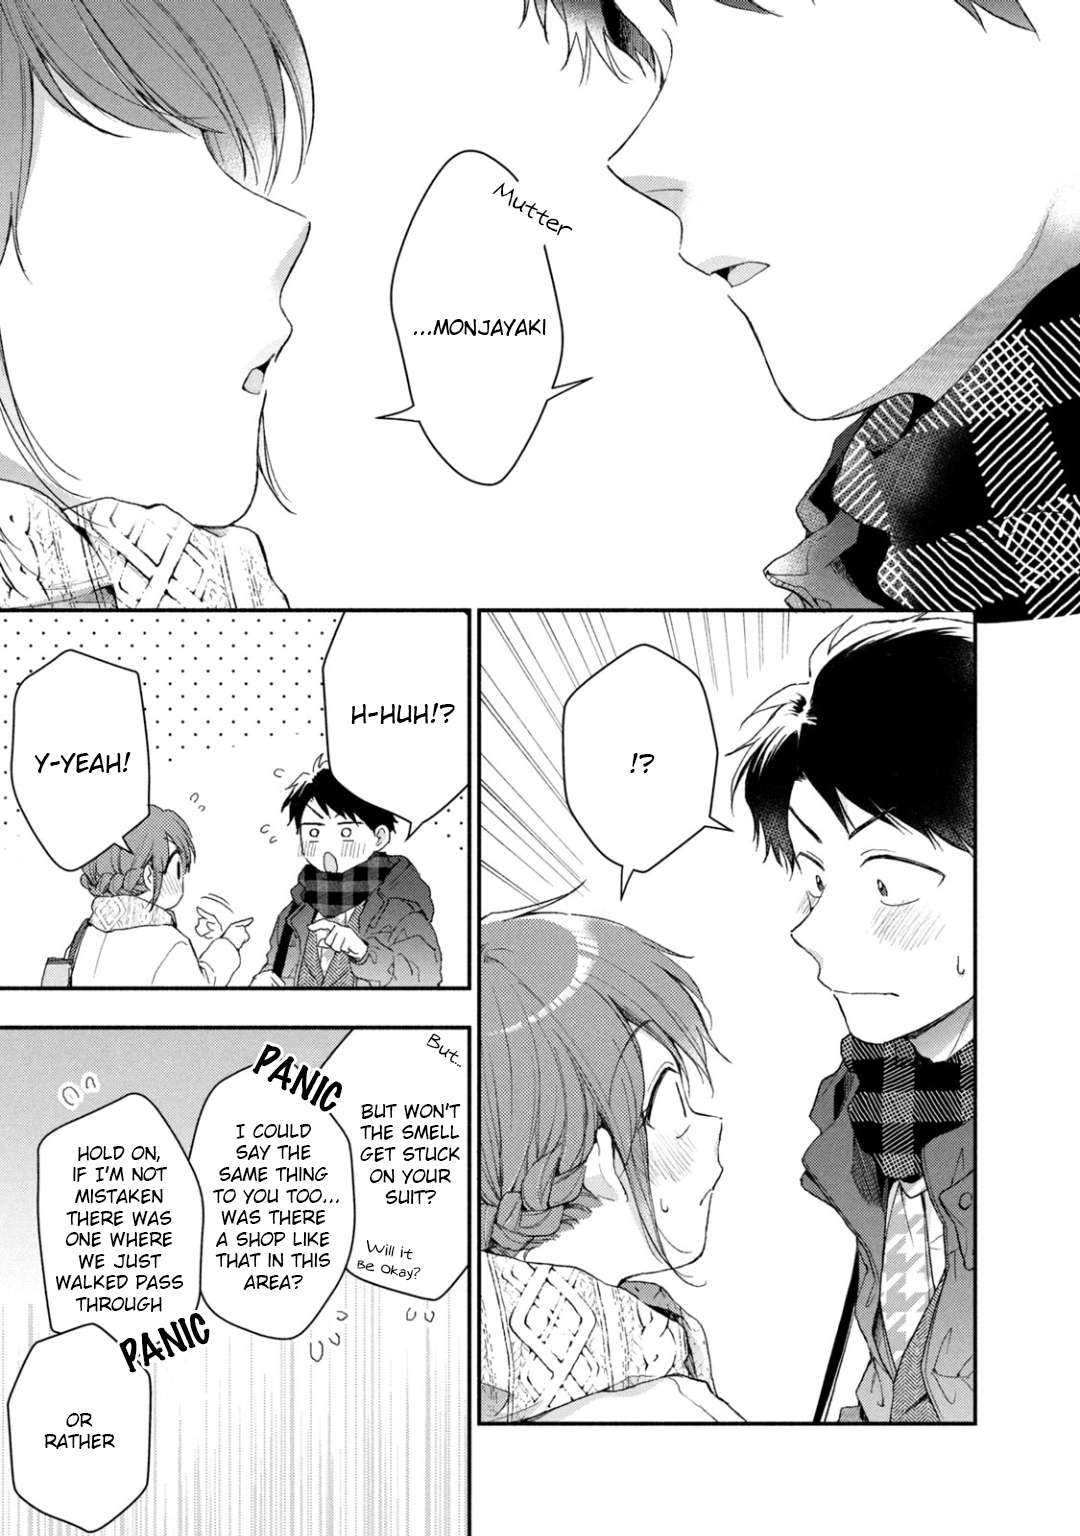 Mutter
...MONJAYAKI
!?
H-HUH!?
Y-YEAH!
But...
BUT WON'T
THE SMELL
GET STUCK
ON YOUR
SUIT?
Will it
Be Okay?
PANIC
I COULD
SAY THE
SAME THING
TO YOU TOO...
WAS THERE
A SHOP LIKE
THAT IN THIS
AREA?
HOLD ON,
IF I'M NOT
MISTAKEN
THERE WAS
ONE WHERE
WE JUST
WALKED PASS
THROUGH
PANIC
OR
RATHER